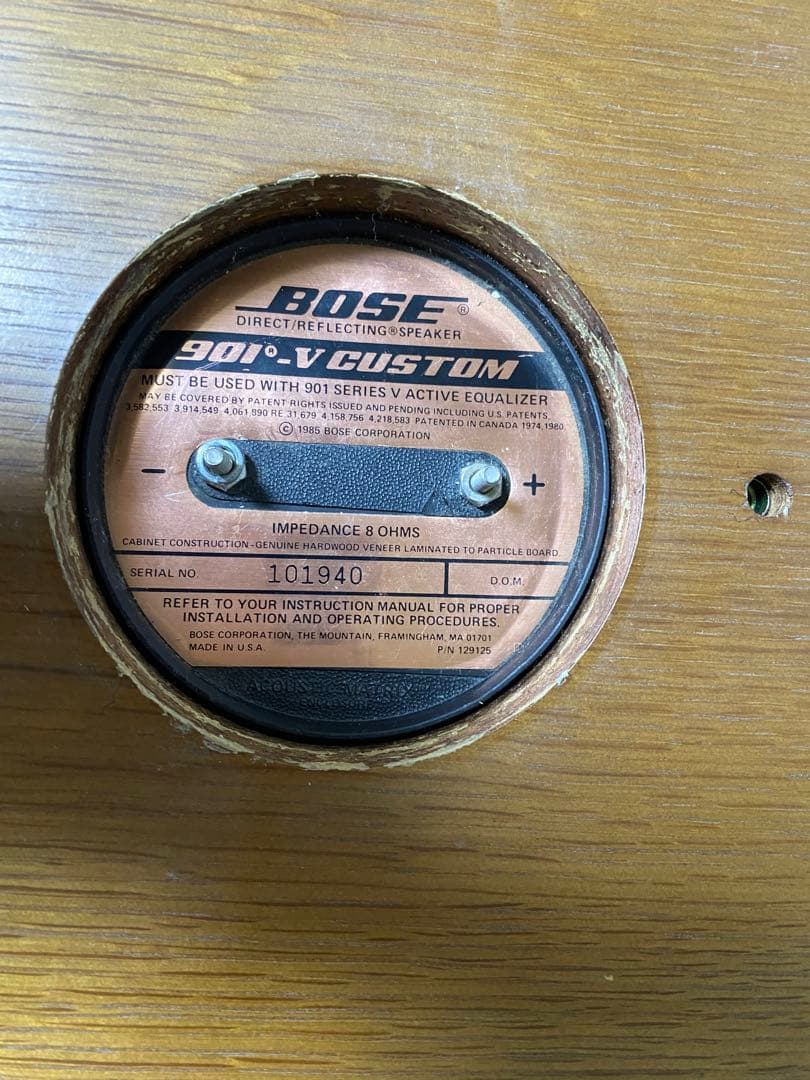 BOSE®
DIRECT/REFLECTING® SPEAKER
901®-V CUSTOM
MUST BE USED WITH 901 SERIES V ACTIVE EQUALIZER
MAY BE COVERED BY PATENT RIGHTS ISSUED AND PENDING INCLUDING U.S. PATENTS,
3,582,553 3,914,549 4,061,890 RE 31,679 4,158,756 4,218,583 PATENTED IN CANADA 1974,1980
© 1985 BOSE CORPORATION
- +
IMPEDANCE 8 OHMS
CABINET CONSTRUCTION-GENUINE HARDWOOD VENEER LAMINATED TO PARTICLE BOARD
SERIAL NO. 101940 D.O.M.
REFER TO YOUR INSTRUCTION MANUAL FOR PROPER
INSTALLATION AND OPERATING PROCEDURES.
BOSE CORPORATION, THE MOUNTAIN, FRAMINGHAM, MA 01701
MADE IN U.S.A. P/N 129125
ACOUSTIC MATRIX